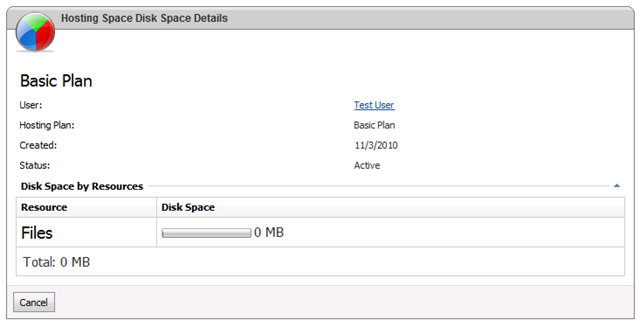 Hosting Space Disk Space Details
Basic Plan
User: Test User
Hosting Plan: Basic Plan
Created: 11/3/2010
Status: Active
Disk Space by Resources
Resource Disk Space
Files 0 MB
Total: 0 MB
Cancel